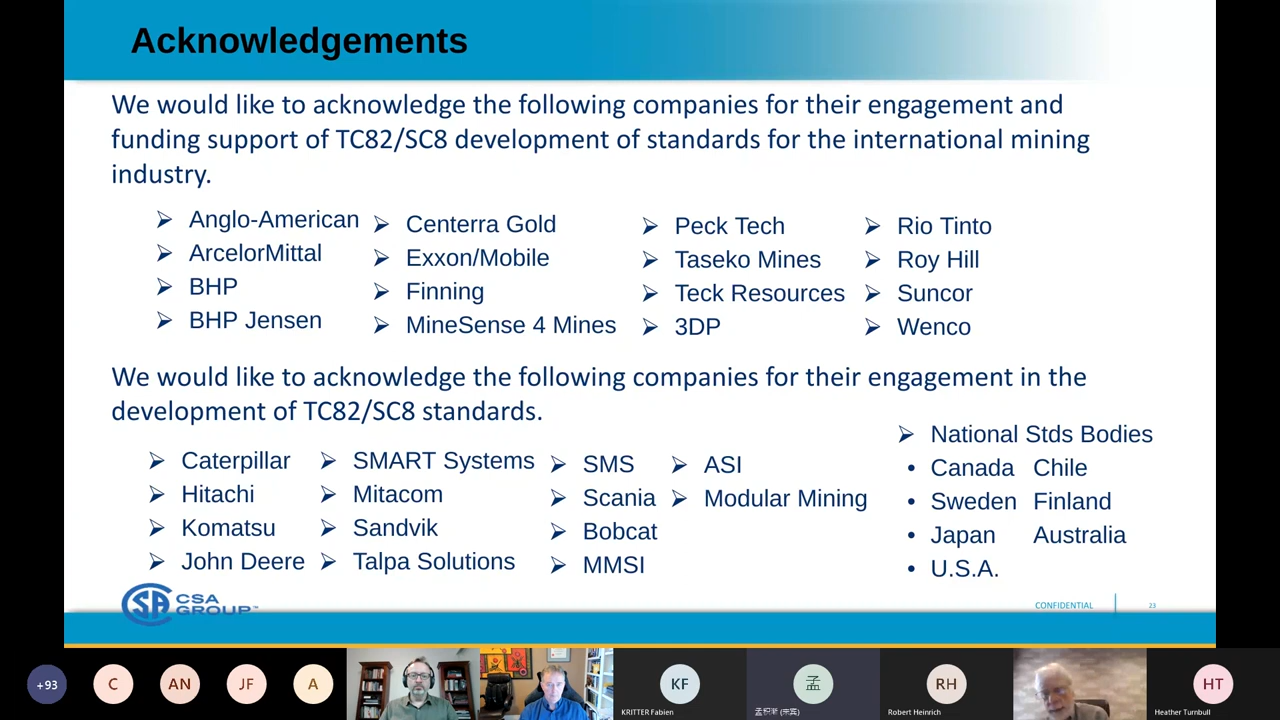 Acknowledgements
We would like to acknowledge the following companies for their engagement and
funding support of TC82/SC8 development of standards for the international mining
industry.
Anglo-American
ArcelorMittal
BHP
BHP Jensen
Centerra Gold
Exxon/Mobile
Finning
MineSense 4 Mines
Peck Tech
Taseko Mines
Teck Resources
3DP
Rio Tinto
Roy Hill
Suncor
Wenco
We would like to acknowledge the following companies for their engagement in the
development of TC82/SC8 standards.
Caterpillar
Hitachi
Komatsu
John Deere
SMART Systems
Mitacom
Sandvik
Talpa Solutions
SMS
Scania
Bobcat
MMSI
ASI
Modular Mining
National Stds Bodies
Canada Chile
Sweden Finland
Japan Australia
U.S.A.
CSA
GROUP™
CONFIDENTIAL
23
+93
C
AN
JF
A
KF
KRITTER Fabien
孟
RH
Robert Heinrich
HT
Heather Turnbull